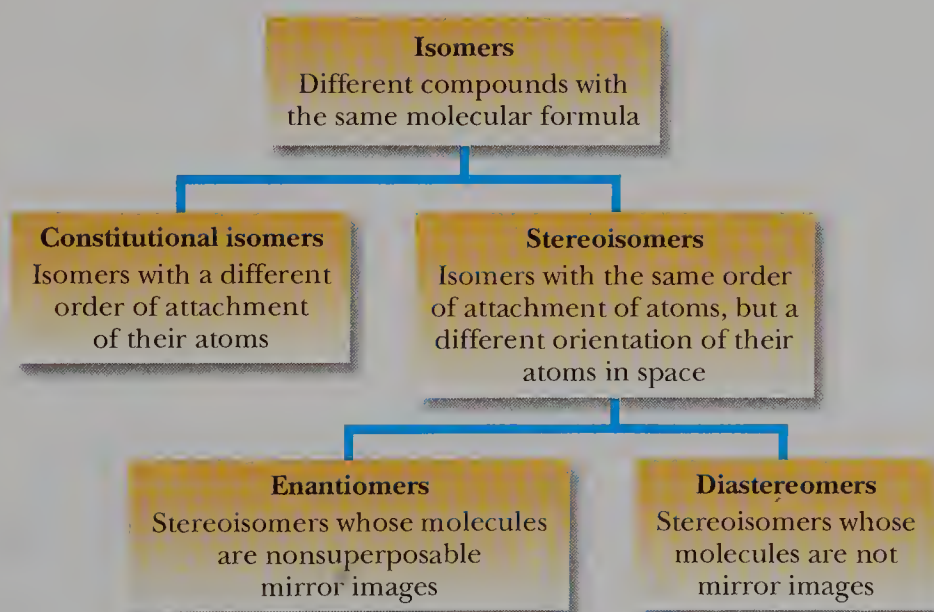 Isomers
Different compounds with
the same molecular formula
Constitutional isomers
Isomers with a different
order of attachment
of their atoms
Stereoisomers
Isomers with the same order
of attachment of atoms, but a
different orientation of their
atoms in space
Enantiomers
Stereoisomers whose molecules
are nonsuperposable
mirror images
Diastereomers
Stereoisomers whose
molecules are not
mirror images